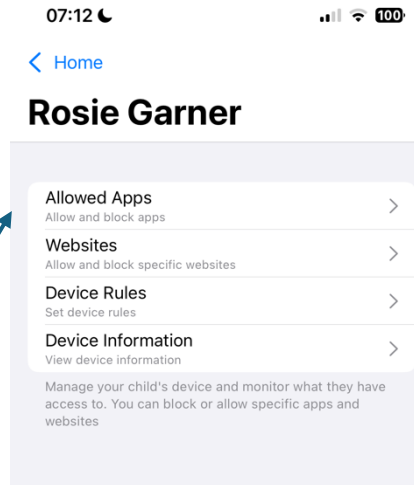 07:12
100
Home
Rosie Garner
Allowed Apps
Allow and block apps
Websites
Allow and block specific websites
Device Rules
Set device rules
Device Information
View device information
Manage your child's device and monitor what they have
access to. You can block or allow specific apps and
websites